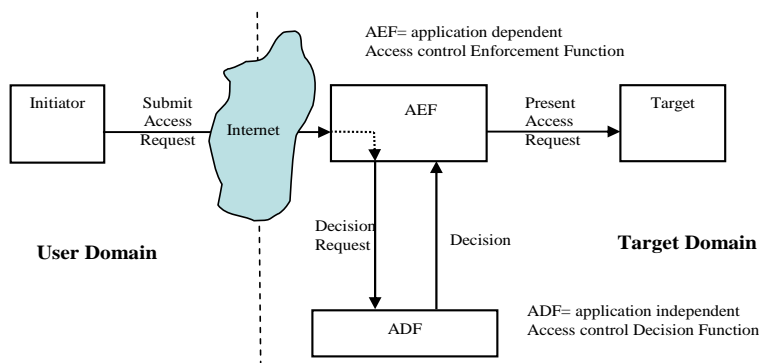 AEF= application dependent
Access control Enforcement Function
Initiator
Submit
Access
Request
Internet
AEF
Present
Access
Request
Target
Decision
Request
Decision
User Domain
Target Domain
ADF
ADF= application independent
Access control Decision Function